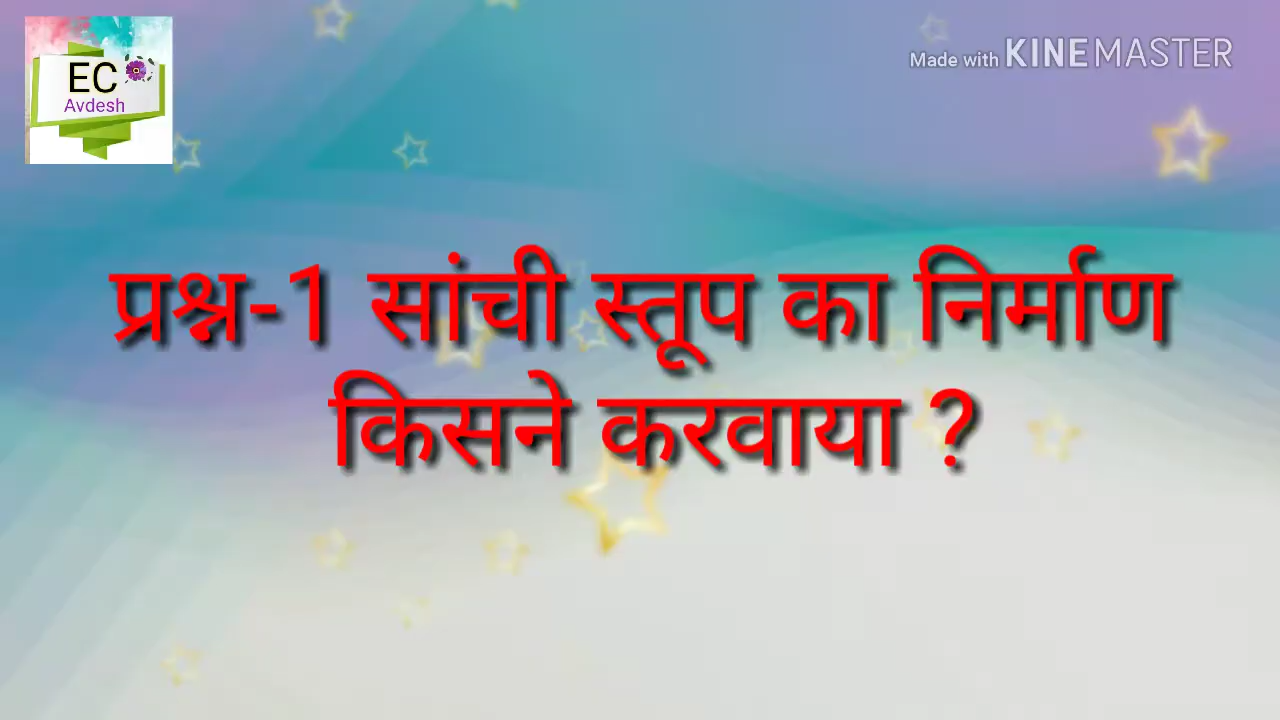 EC
Avdesh
Made with KINEMASTER
प्रश्न-1 सांची स्तूप का निर्माण
किसने करवाया ?